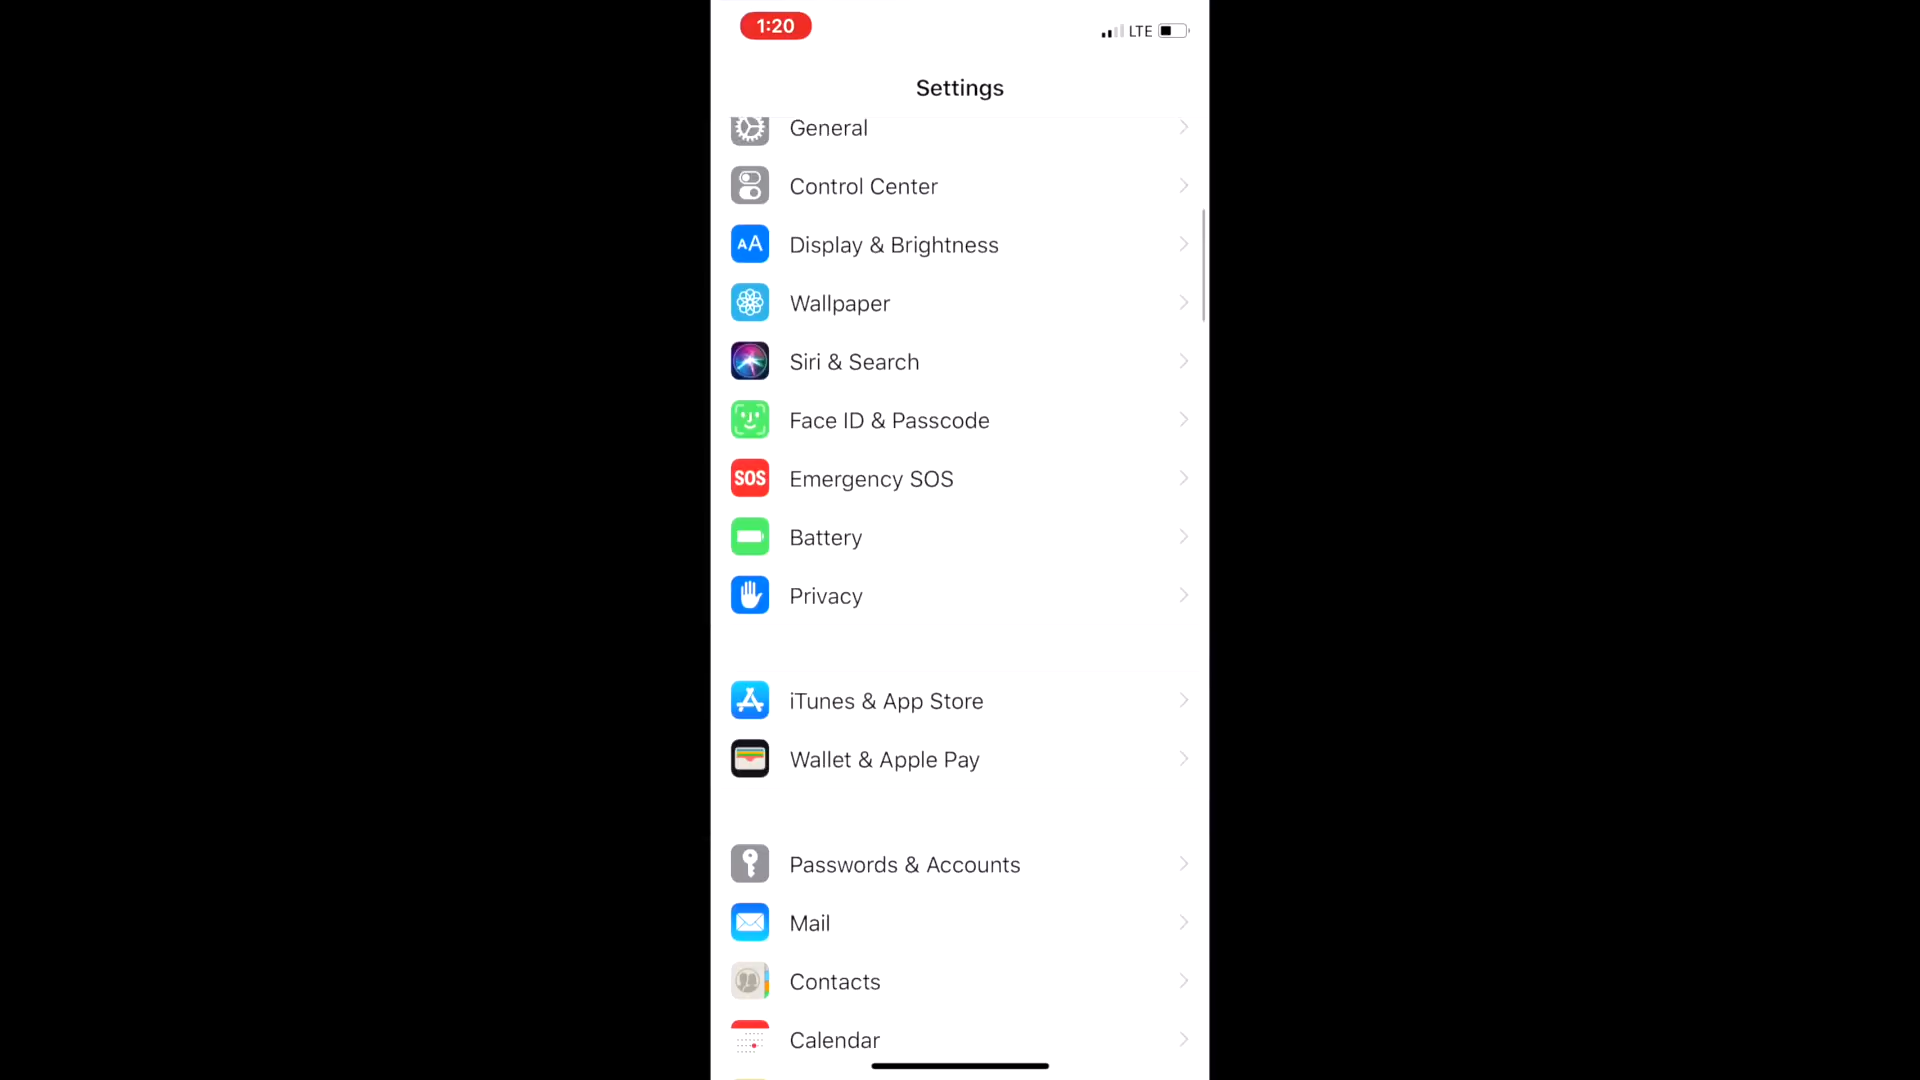 1:20
LTE
Settings
General
Control Center
AA Display & Brightness
Wallpaper
Siri & Search
Face ID & Passcode
SOS Emergency SOS
Battery
Privacy
iTunes & App Store
Wallet & Apple Pay
Passwords & Accounts
Mail
Contacts
Calendar